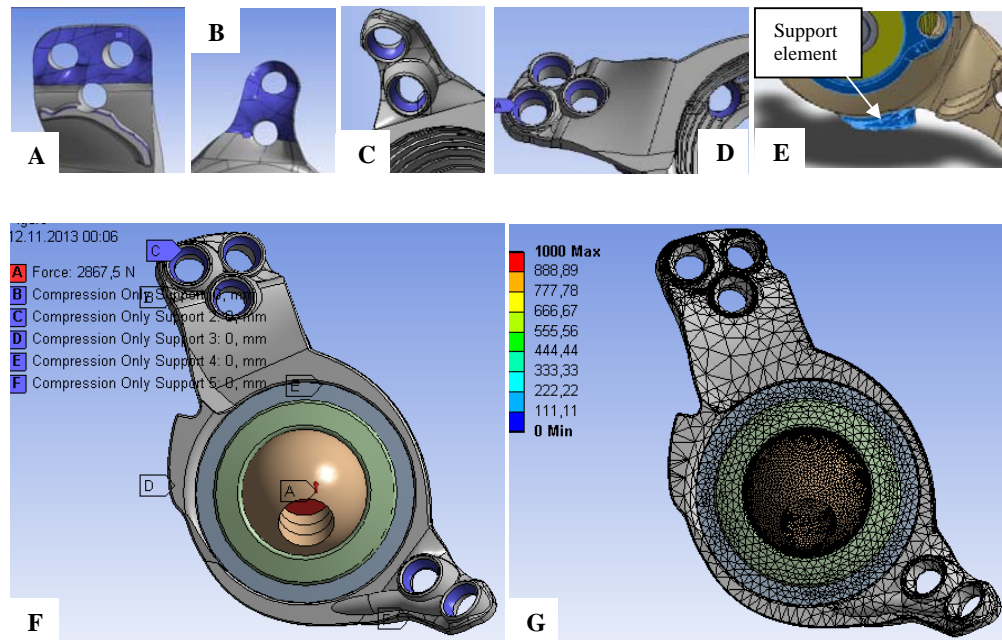 A
B
C
D
A
Support
element
E
12.11.2013 00:06
A Force: 2867,5 N
B Compression Only Support 0, mm
C Compression Only Support 2: 0, mm
D Compression Only Support 3: 0, mm
E Compression Only Support 4: 0, mm
F Compression Only Support 5: 0, mm
C
B
E
D
A
F
1000 Max
888,89
777,78
666,67
555,56
444,44
333,33
222,22
111,11
0 Min
G